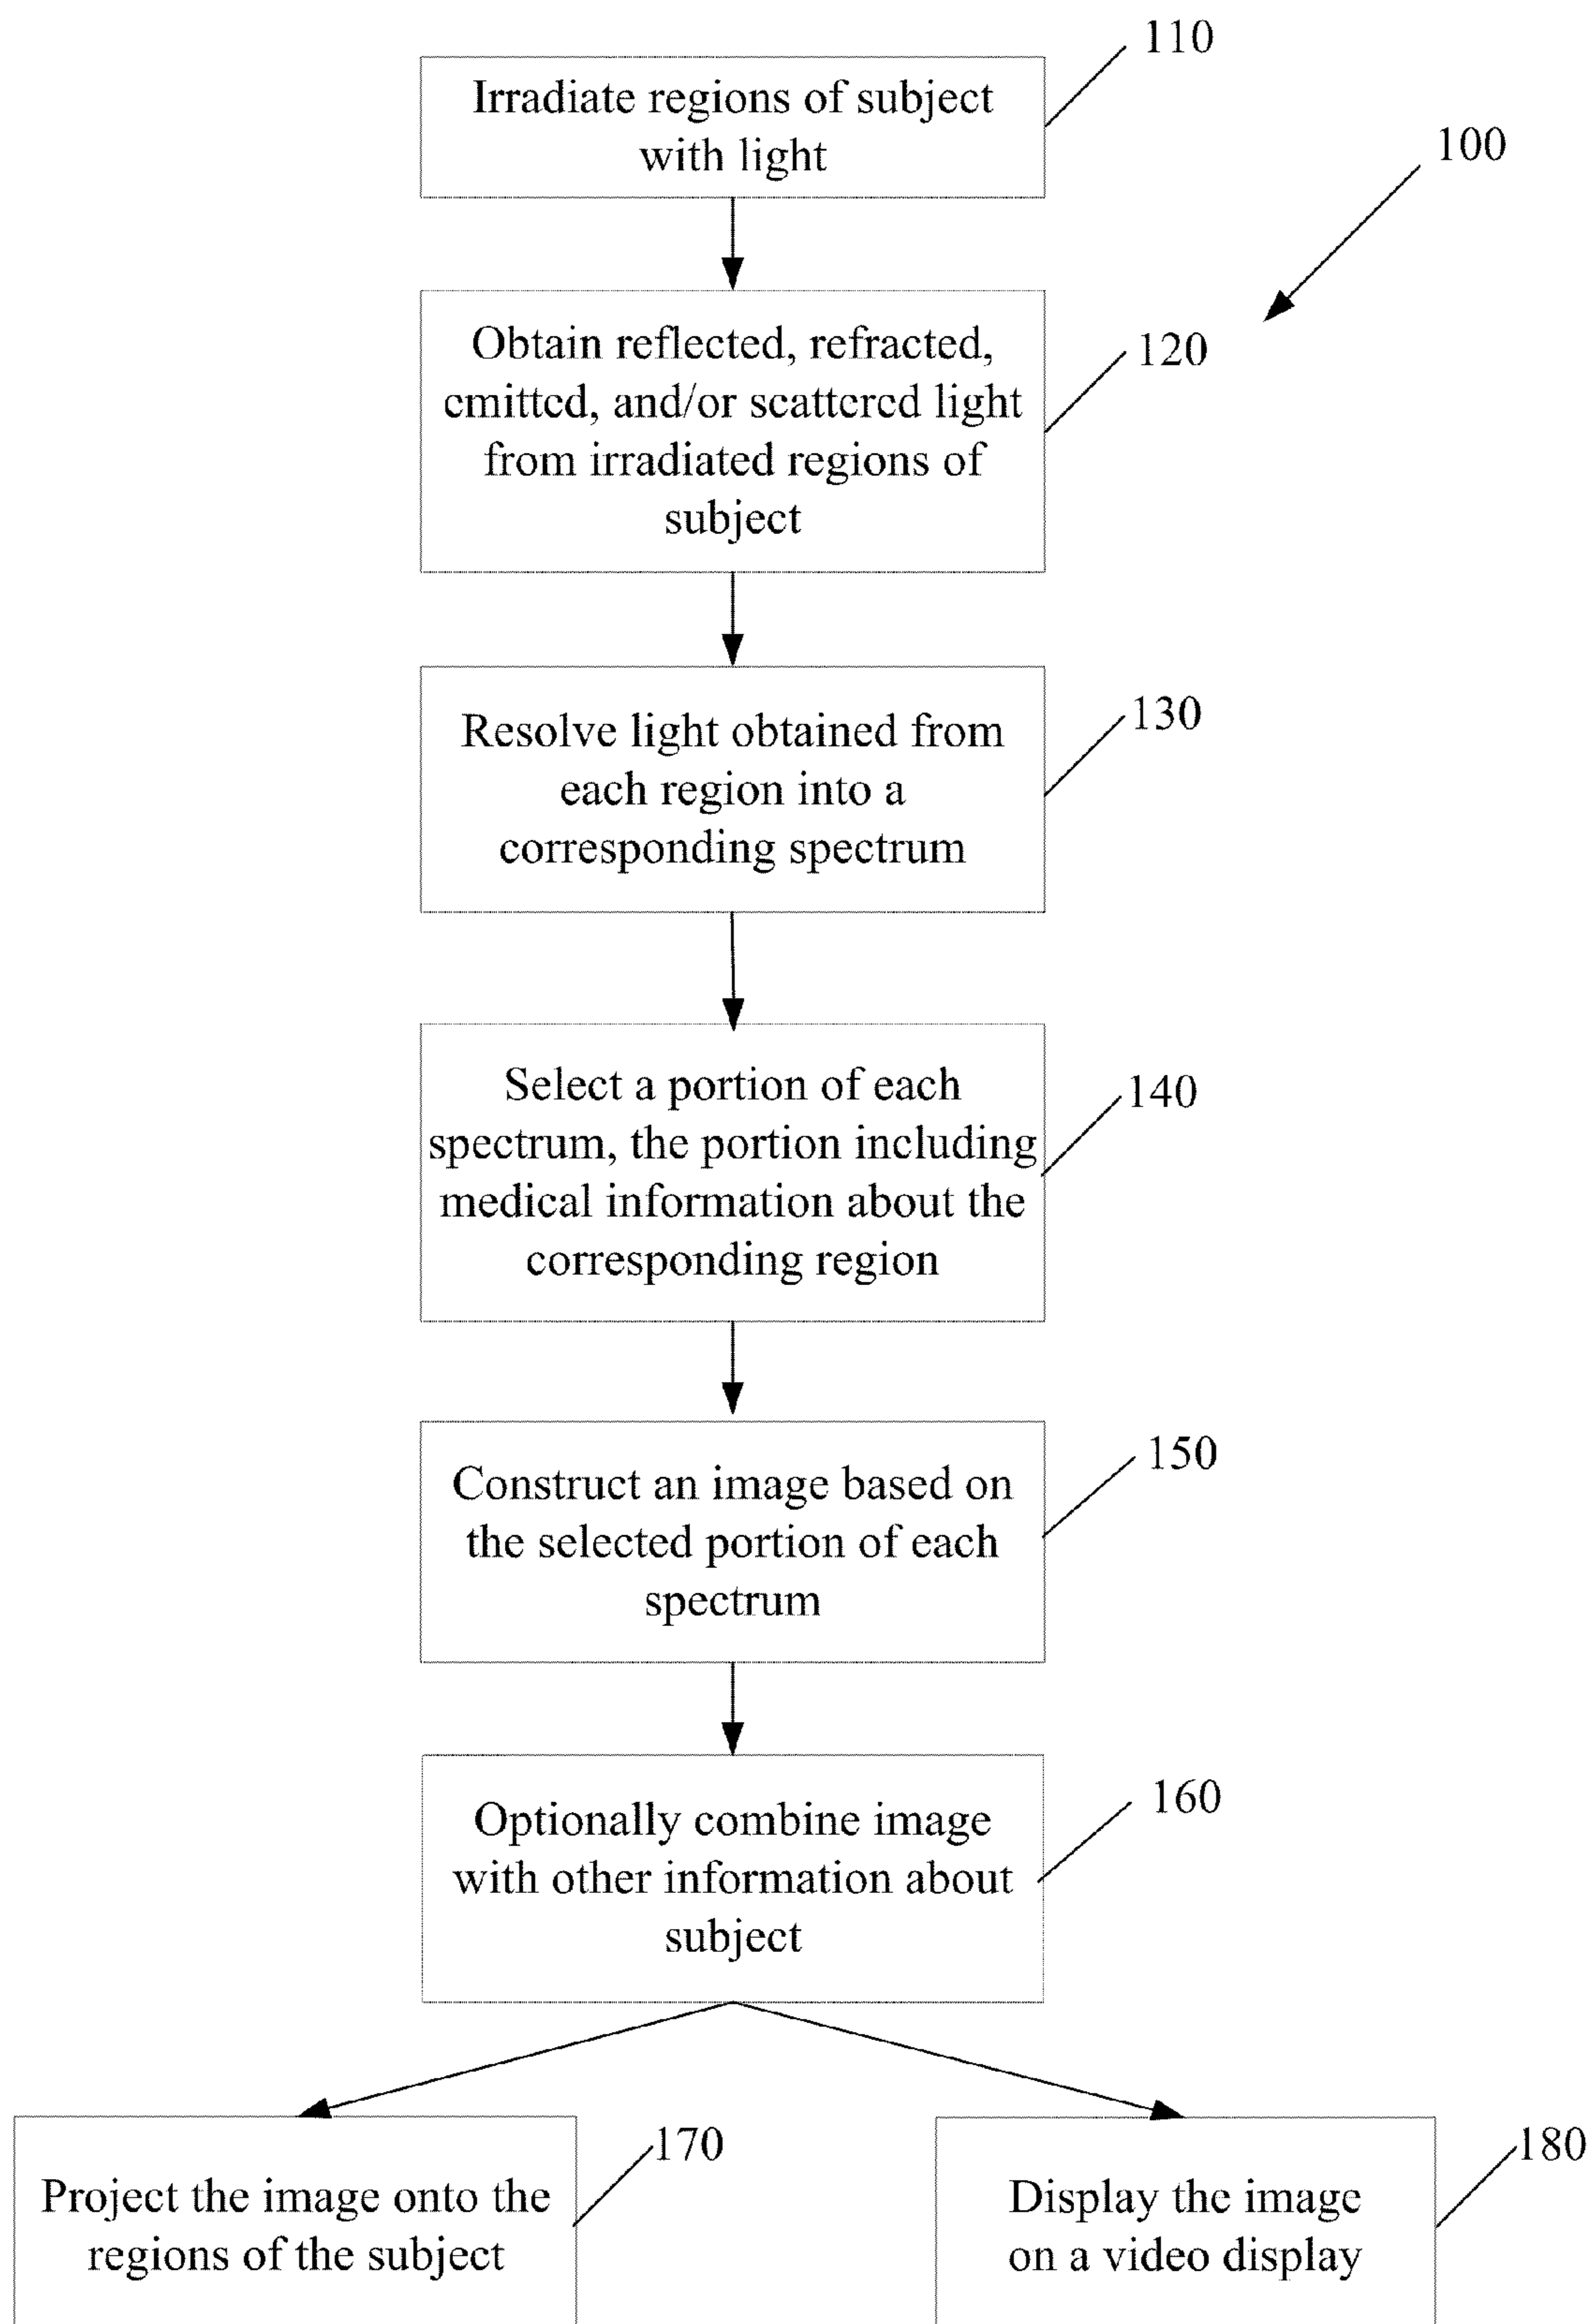 110
Irradiate regions of subject
with light
100
Obtain reflected, refracted,
emitted, and/or scattered light
from irradiated regions of
subject
120
Resolve light obtained from
each region into a
corresponding spectrum
130
Select a portion of each
spectrum, the portion including
medical information about the
corresponding region
140
Construct an image based on
the selected portion of each
spectrum
150
Optionally combine image
with other information about
subject
160
Project the image onto the
regions of the subject
170
Display the image
on a video display
180